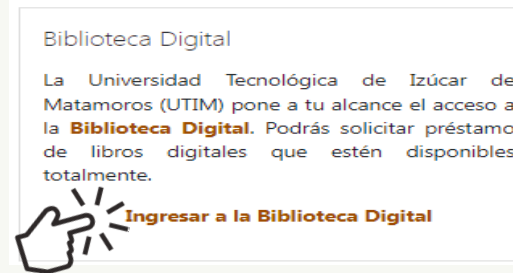 Biblioteca Digital
La Universidad Tecnológica de Izúcar de
Matamoros (UTIM) pone a tu alcance el acceso a
la Biblioteca Digital. Podrás solicitar préstamo
de libros digitales que estén disponibles
totalmente.
Ingresar a la Biblioteca Digital